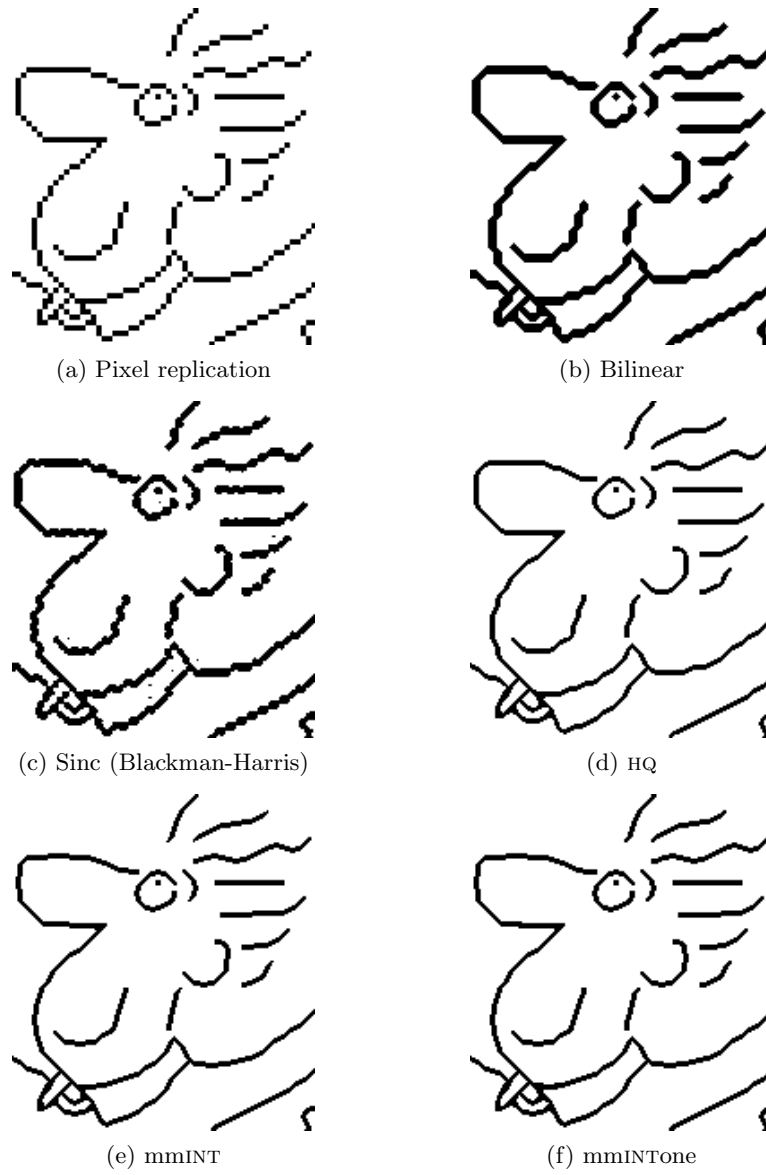 (a) Pixel replication
(b) Bilinear
(c) Sinc (Blackman-Harris)
(d) HQ
(e) mmINT
(f) mmINTone